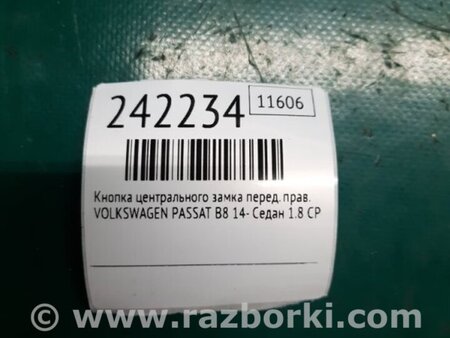 242234
11606
Кнопка центрального замка перед. прав.
VOLKSWAGEN PASSAT B8 14- Седан 1.8 CP
© www.razborki.com